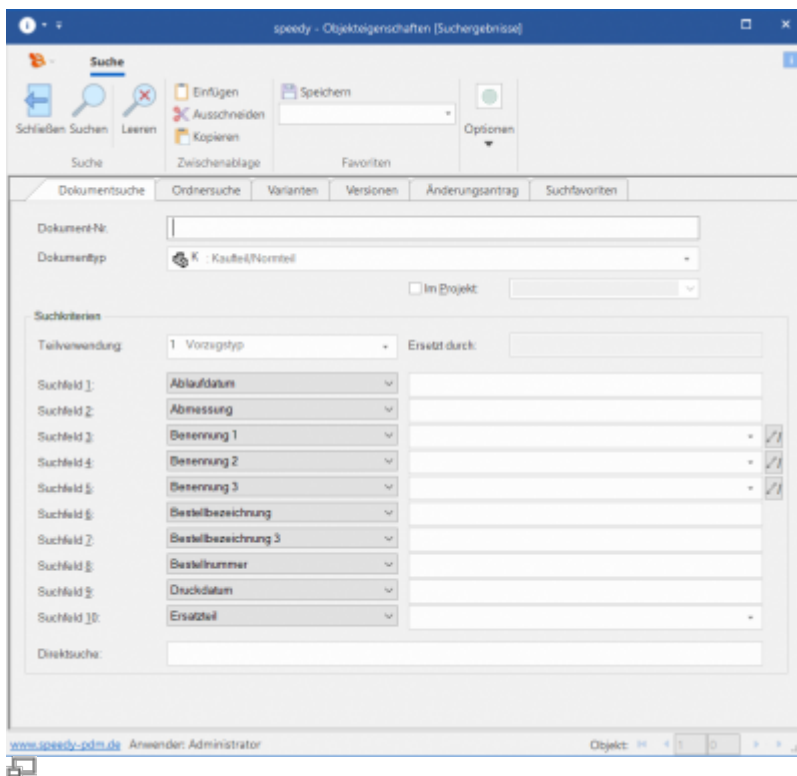 speedy - Objekteigenschaften [Suchergebnisse]
Suche
Schließen Suchen Leeren
Einfügen
Ausschneiden
Kopieren
Speichern
Optionen
Suche Zwischenablage Favoriten
Dokumentsuche Ordnersuche Varianten Versionen Änderungsantrag Suchfavoriten
Dokument-Nr.
Dokumenttyp K : Kaufteil/Normteil
Im Projekt:
Suchkriterien
Teilverwendung: 1 Vorzugstyp Ersetzt durch:
Suchfeld 1: Ablaufdatum
Suchfeld 2: Abmessung
Suchfeld 3: Benennung 1
Suchfeld 4: Benennung 2
Suchfeld 5: Benennung 3
Suchfeld 6: Bestellbezeichnung
Suchfeld 7: Bestellbezeichnung 3
Suchfeld 8: Bestellnummer
Suchfeld 9: Druckdatum
Suchfeld 10: Ersatzteil
Direktsuche:
www.speedy-pdm.de Anwender: Administrator Objekt: 1 0